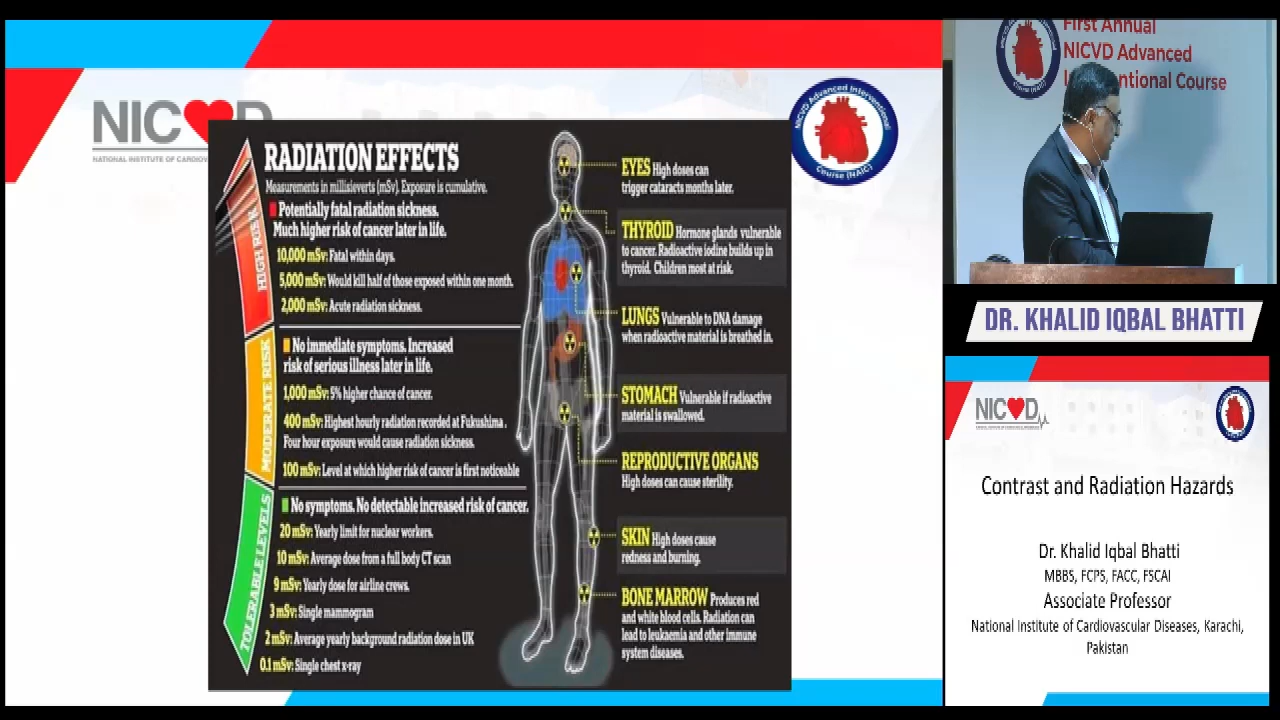 NIC D
NATIONAL INSTITUTE OF CARDIOV
NICVD Advanced Interventional
Course (NAIC)
RADIATION EFFECTS
Measurements in millisieverts (mSv). Exposure is cumulative.
HIGH RISK
Potentially fatal radiation sickness.
Much higher risk of cancer later in life.
10,000 mSv: Fatal within days.
5,000 mSv: Would kill half of those exposed within one month.
2,000 mSv: Acute radiation sickness.
MODERATE RISK
No immediate symptoms. Increased
risk of serious illness later in life.
1,000 mSv: 5% higher chance of cancer.
400 mSv: Highest hourly radiation recorded at Fukushima.
Four hour exposure would cause radiation sickness.
100 mSv: Level at which higher risk of cancer is first noticeable
TOLERABLE LEVELS
No symptoms. No detectable increased risk of cancer.
20 mSv: Yearly limit for nuclear workers.
10 mSv: Average dose from a full body CT scan
9 mSv: Yearly dose for airline crews.
3 mSv: Single mammogram
2 mSv: Average yearly background radiation dose in UK
0.1 mSv: Single chest x-ray
EYES High doses can
trigger cataracts months later.
THYROID Hormone glands vulnerable
to cancer. Radioactive iodine builds up in
thyroid. Children most at risk.
LUNGS Vulnerable to DNA damage
when radioactive material is breathed in.
STOMACH Vulnerable if radioactive
material is swallowed.
REPRODUCTIVE ORGANS
High doses can cause sterility.
SKIN High doses cause
redness and burning.
BONE MARROW Produces red
and white blood cells. Radiation can
lead to leukaemia and other immune
system diseases.
First Annual
NICVD Advanced
In ntional Course
Course (NAIC)
DR. KHALID IQBAL BHATTI
NIC D
Contrast and Radiation Hazards
Dr. Khalid Iqbal Bhatti
MBBS, FCPS, FACC, FSCAI
Associate Professor
National Institute of Cardiovascular Diseases, Karachi,
Pakistan